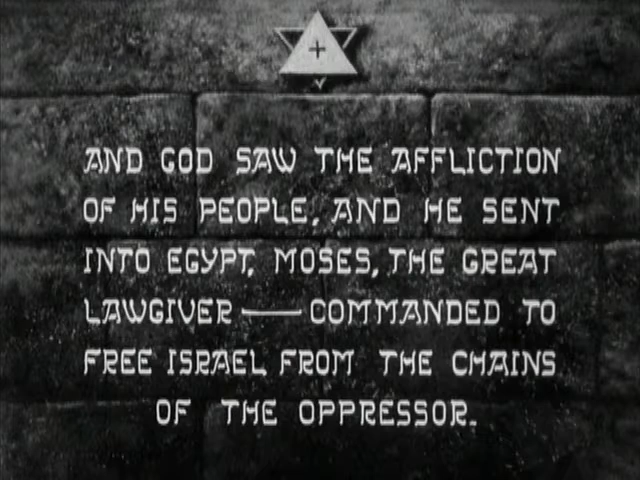 AND GOD SAW THE AFFLICTION
OF HIS PEOPLE, AND HE SENT
INTO EGYPT, MOSES, THE GREAT
LAWGIVER — COMMANDED TO
FREE ISRAEL FROM THE CHAINS
OF THE OPPRESSOR.